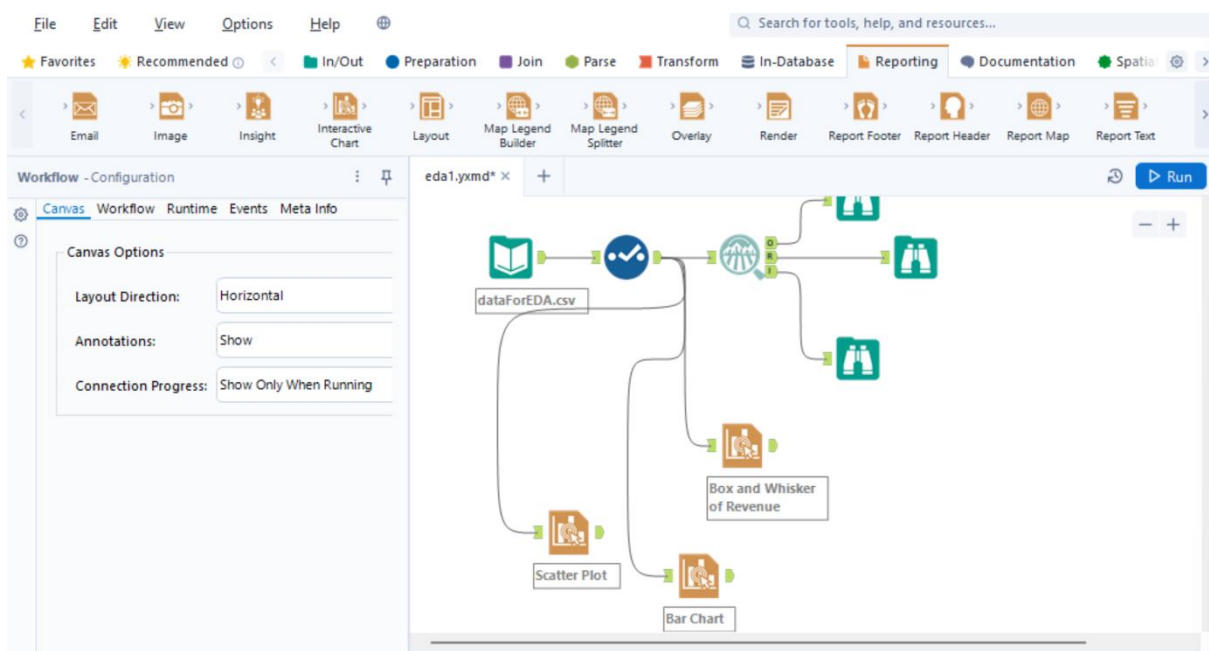 File Edit View Options Help
Search for tools, help, and resources...
Favorites Recommended In/Out Preparation Join Parse Transform In-Database Reporting Documentation Spatia
Email Image Insight Interactive Chart Layout Map Legend Builder Map Legend Splitter Overlay Render Report Footer Report Header Report Map Report Text
Workflow - Configuration
eda1.yxmd*
Run
Canvas Workflow Runtime Events Meta Info
Canvas Options
Layout Direction: Horizontal
Annotations: Show
Connection Progress: Show Only When Running
O
R
I
dataForEDA.csv
Box and Whisker
of Revenue
Scatter Plot
Bar Chart